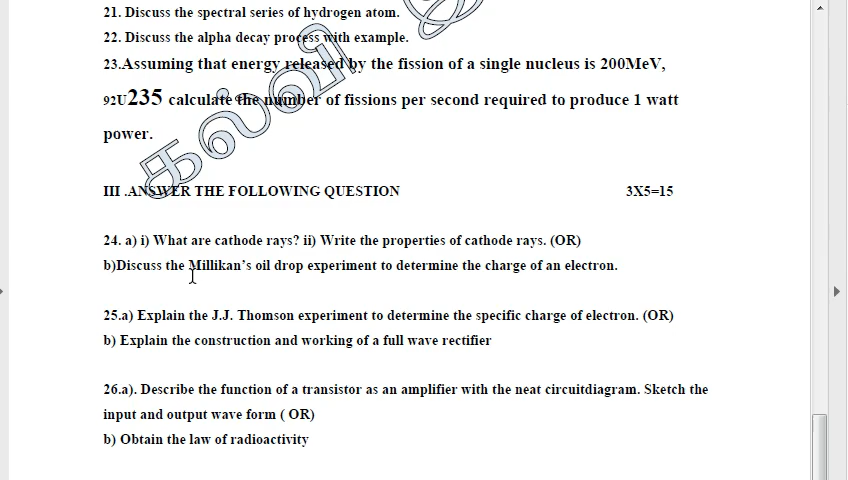 21. Discuss the spectral series of hydrogen atom.
22. Discuss the alpha decay process with example.
23.Assuming that energy released by the fission of a single nucleus is 200MeV,
92U235 calculate the number of fissions per second required to produce 1 watt
power.
கல்வி
III .ANSWER THE FOLLOWING QUESTION 3X5=15
24. a) i) What are cathode rays? ii) Write the properties of cathode rays. (OR)
b)Discuss the Millikan’s oil drop experiment to determine the charge of an electron.
25.a) Explain the J.J. Thomson experiment to determine the specific charge of electron. (OR)
b) Explain the construction and working of a full wave rectifier
26.a). Describe the function of a transistor as an amplifier with the neat circuitdiagram. Sketch the
input and output wave form ( OR)
b) Obtain the law of radioactivity